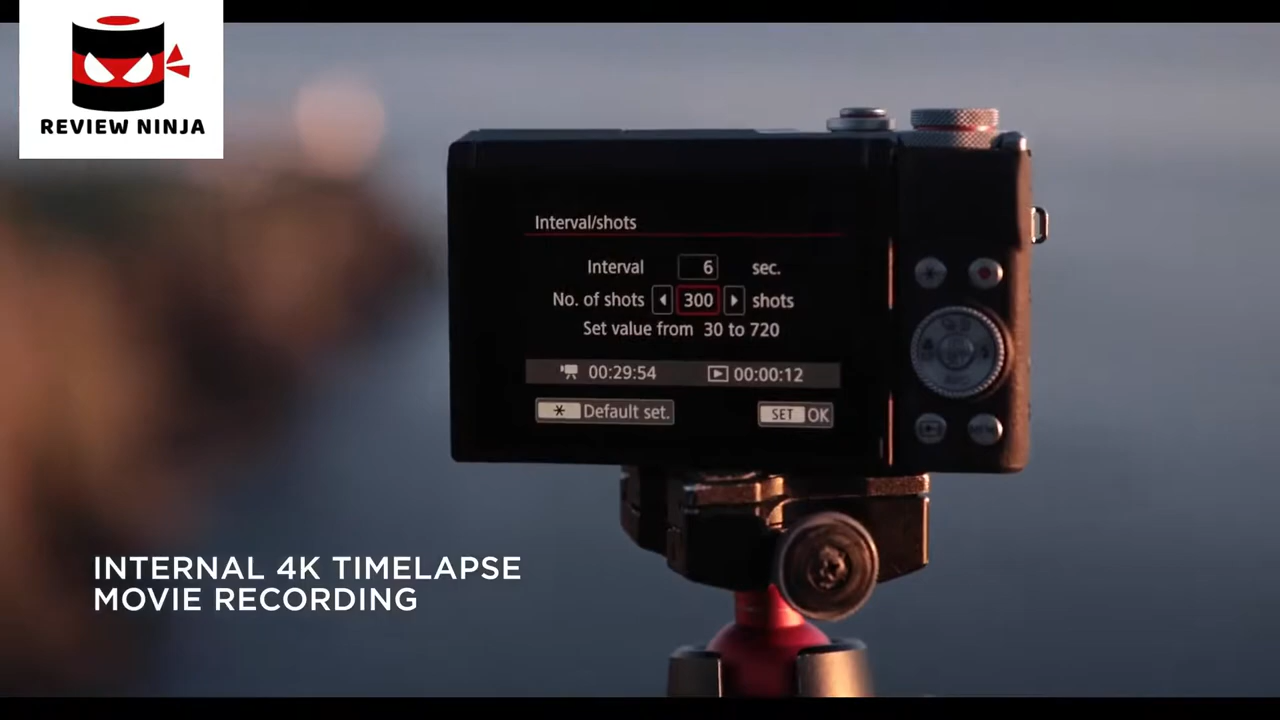 REVIEW NINJA
Interval/shots
Interval 6 sec.
No. of shots 300 shots
Set value from 30 to 720
00:29:54 00:00:12
Default set. SET OK
INTERNAL 4K TIMELAPSE
MOVIE RECORDING